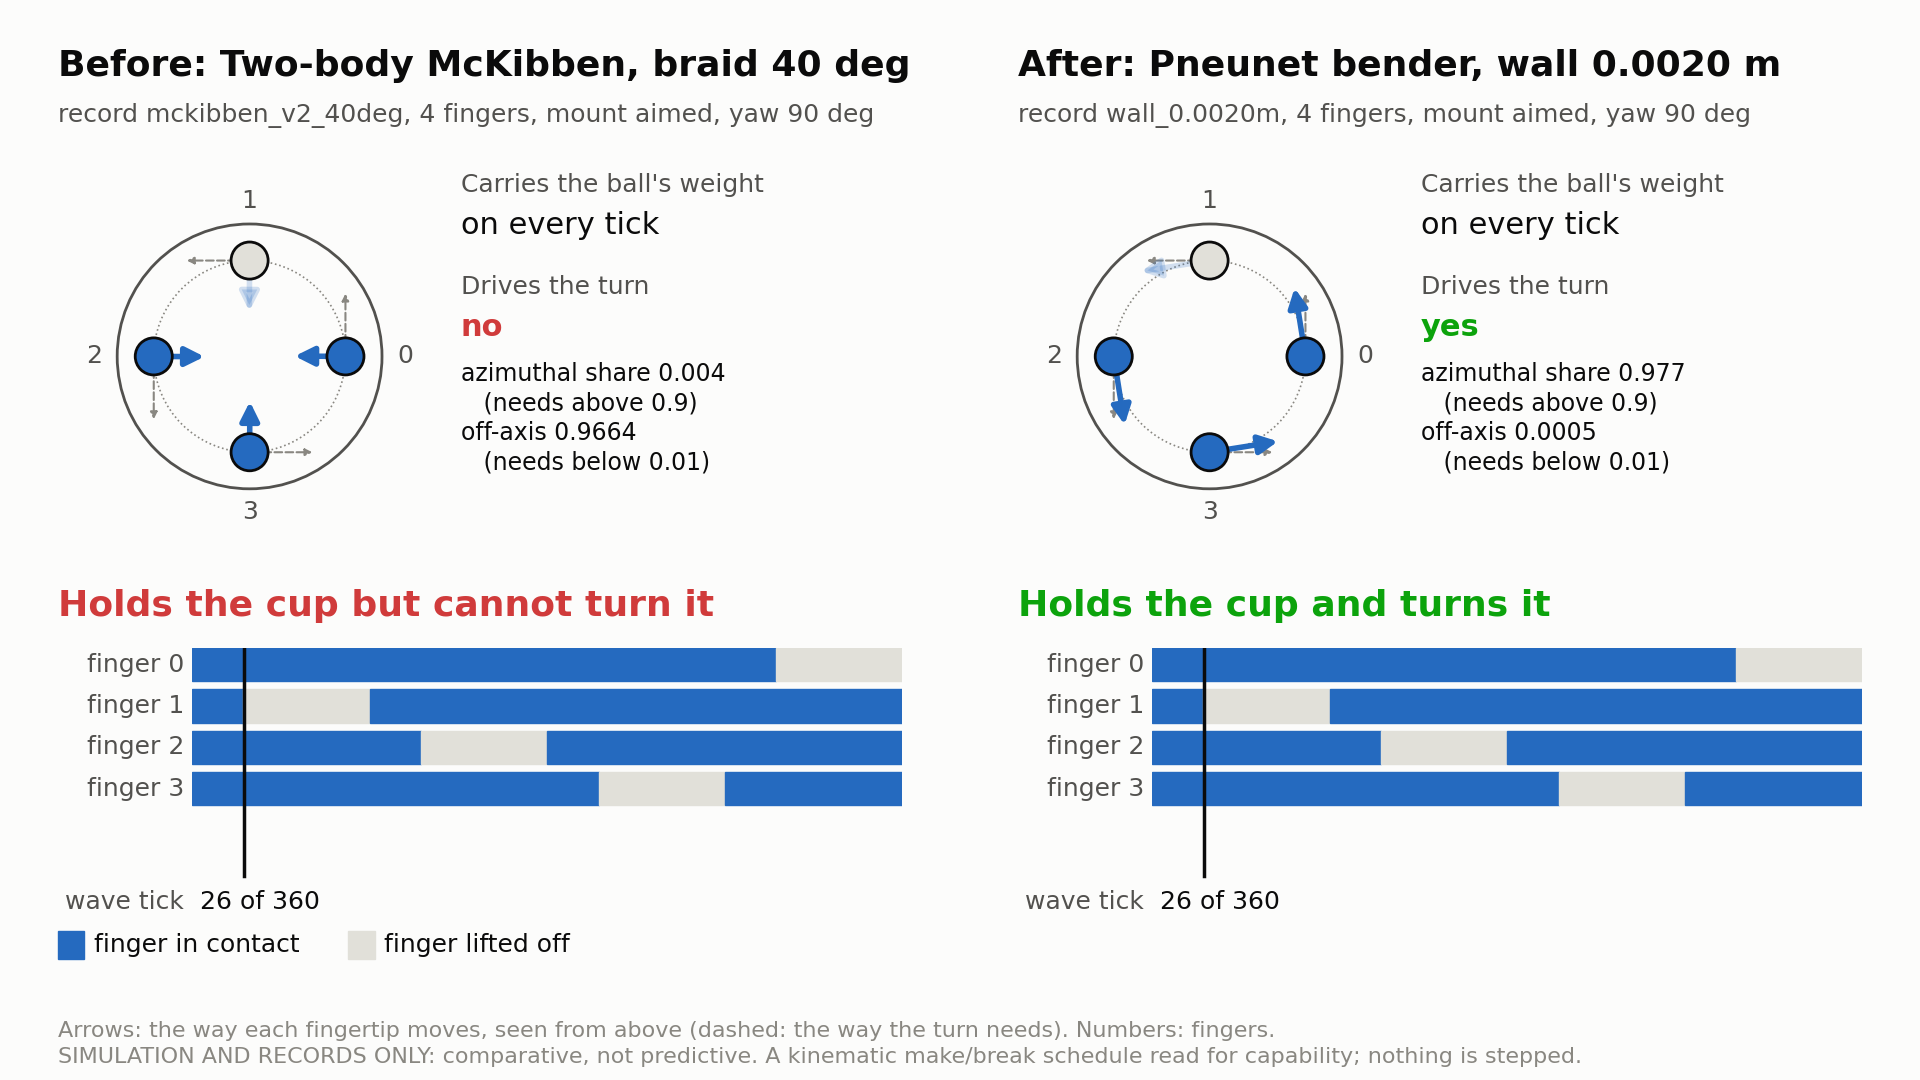 Before: Two-body McKibben, braid 40 deg
record mckibben_v2_40deg, 4 fingers, mount aimed, yaw 90 deg
1
2
0
3
Carries the ball's weight
on every tick
Drives the turn
no
azimuthal share 0.004
(needs above 0.9)
off-axis 0.9664
(needs below 0.01)
Holds the cup but cannot turn it
finger 0
finger 1
finger 2
finger 3
wave tick 26 of 360
finger in contact
finger lifted off
After: Pneunet bender, wall 0.0020 m
record wall_0.0020m, 4 fingers, mount aimed, yaw 90 deg
1
2
0
3
Carries the ball's weight
on every tick
Drives the turn
yes
azimuthal share 0.977
(needs above 0.9)
off-axis 0.0005
(needs below 0.01)
Holds the cup and turns it
finger 0
finger 1
finger 2
finger 3
wave tick 26 of 360
Arrows: the way each fingertip moves, seen from above (dashed: the way the turn needs). Numbers: fingers.
SIMULATION AND RECORDS ONLY: comparative, not predictive. A kinematic make/break schedule read for capability; nothing is stepped.